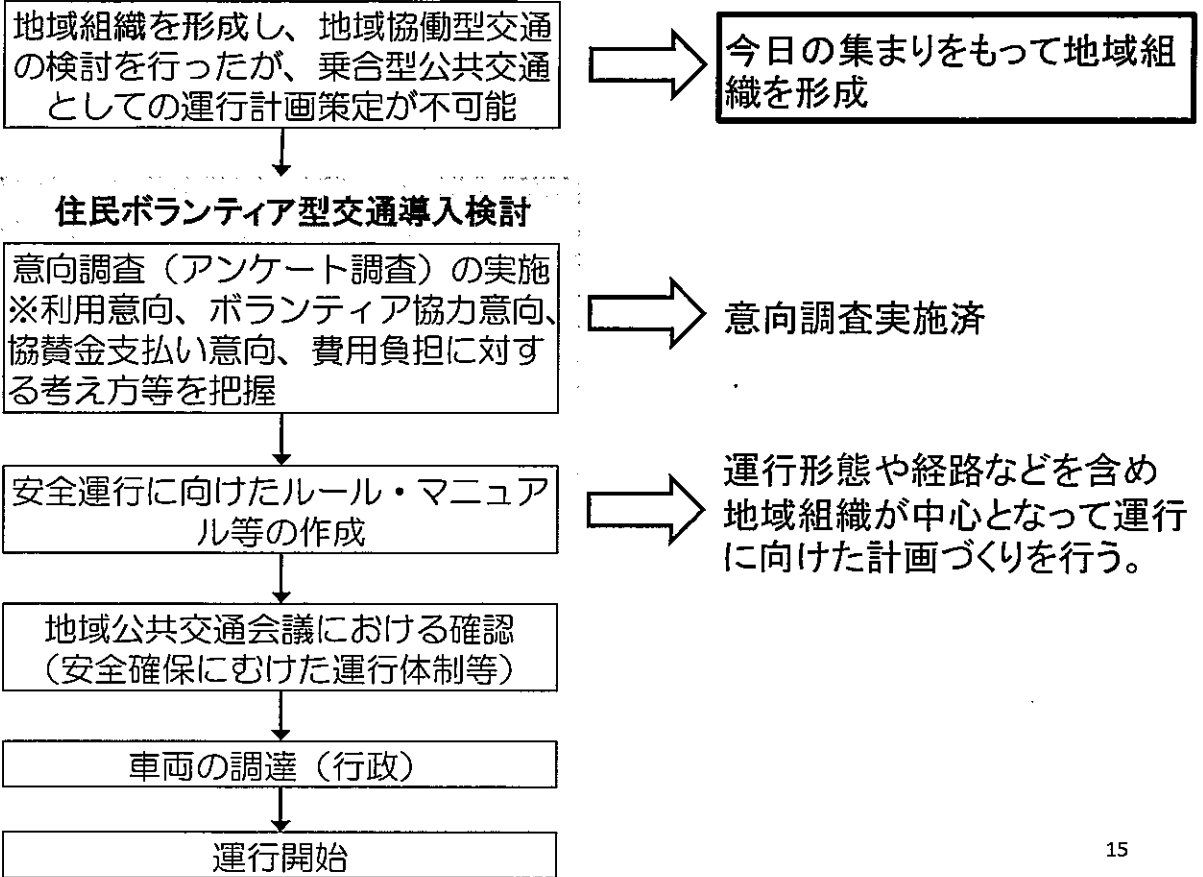 地域組織を形成し、地域協働型交通
の検討を行ったが、乗合型公共交通
としての運行計画策定が不可能
今日の集まりをもって地域組
織を形成
住民ボランティア型交通導入検討
意向調査（アンケート調査）の実施
※利用意向、ボランティア協力意向、
協賛金支払い意向、費用負担に対す
る考え方等を把握
意向調査実施済
安全運行に向けたルール・マニュア
ル等の作成
運行形態や経路などを含め
地域組織が中心となって運行
に向けた計画づくりを行う。
地域公共交通会議における確認
（安全確保にむけた運行体制等）
車両の調達（行政）
運行開始
15